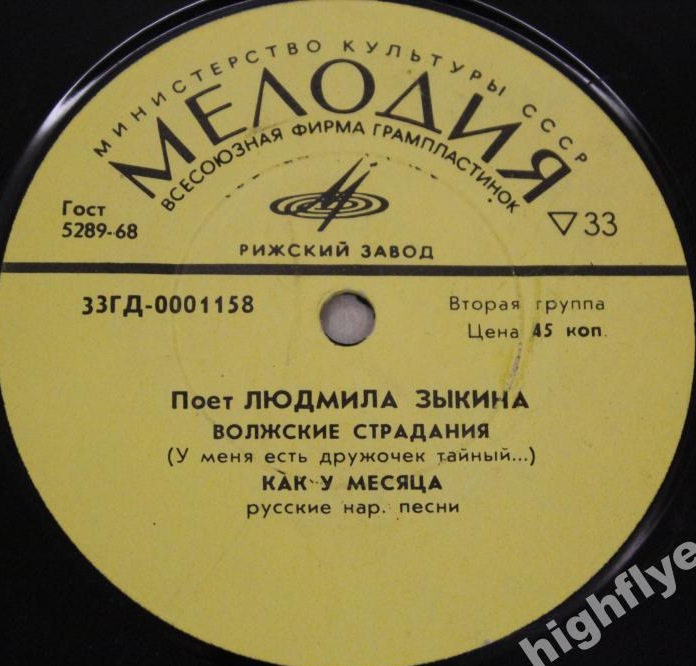 МИНИСТЕРСТВО КУЛЬТУРЫ СССР
МЕЛОДИЯ
ВСЕСОЮЗНАЯ ФИРМА ГРАМПЛАСТИНОК
Гост
5289-68
33
РИЖСКИЙ ЗАВОД
33ГД-0001158
Вторая группа
Цена 45 коп.
Поет ЛЮДМИЛА ЗЫКИНА
ВОЛЖСКИЕ СТРАДАНИЯ
(У меня есть дружочек тайный...)
КАК У МЕСЯЦА
русские нар. песни
highflye